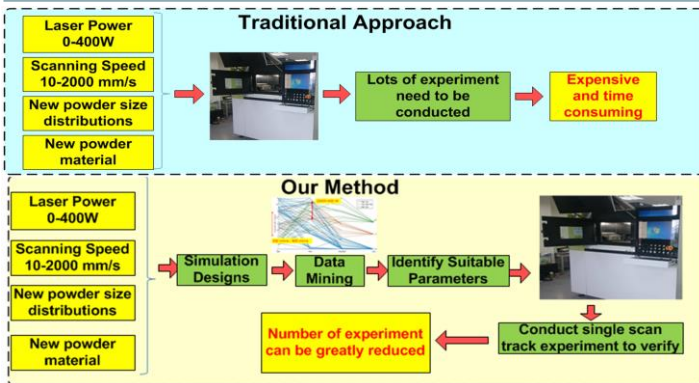 Traditional Approach
Laser Power
0-400W
Scanning Speed
10-2000 mm/s
New powder size
distributions
New powder
material
Lots of experiment
need to be
conducted
Expensive
and time
consuming
Our Method
Laser Power
0-400W
Scanning Speed
10-2000 mm/s
New powder size
distributions
New powder
material
Simulation
Designs
Data
Mining
Identify Suitable
Parameters
Conduct single scan
track experiment to verify
Number of experiment
can be greatly reduced